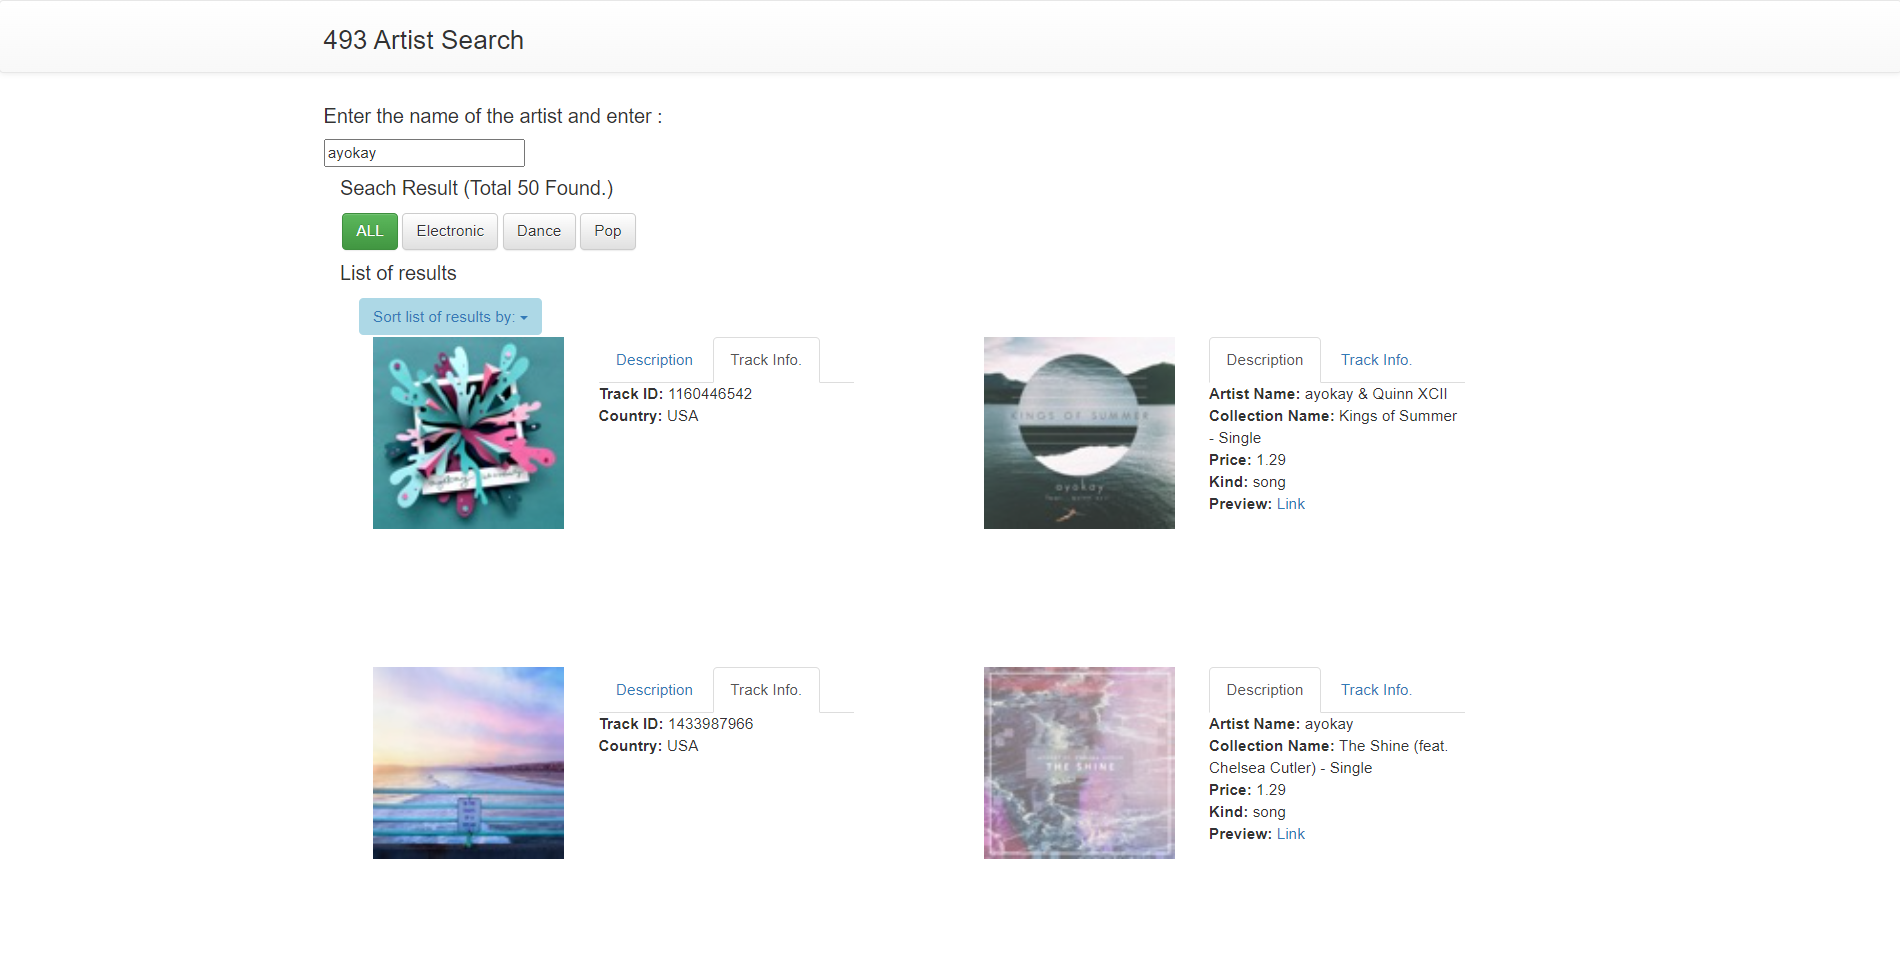 493 Artist Search
Enter the name of the artist and enter :
ayokay
Seach Result (Total 50 Found.)
ALL Electronic Dance Pop
List of results
Sort list of results by:
ayokay
Description Track Info.
Track ID: 1160446542
Country: USA
KINGS OF SUMMER
ayokay
feat. quinn xcii
Description Track Info.
Artist Name: ayokay & Quinn XCII
Collection Name: Kings of Summer
- Single
Price: 1.29
Kind: song
Preview: Link
Description Track Info.
Track ID: 1433987966
Country: USA
THE SHINE
Description Track Info.
Artist Name: ayokay
Collection Name: The Shine (feat.
Chelsea Cutler) - Single
Price: 1.29
Kind: song
Preview: Link